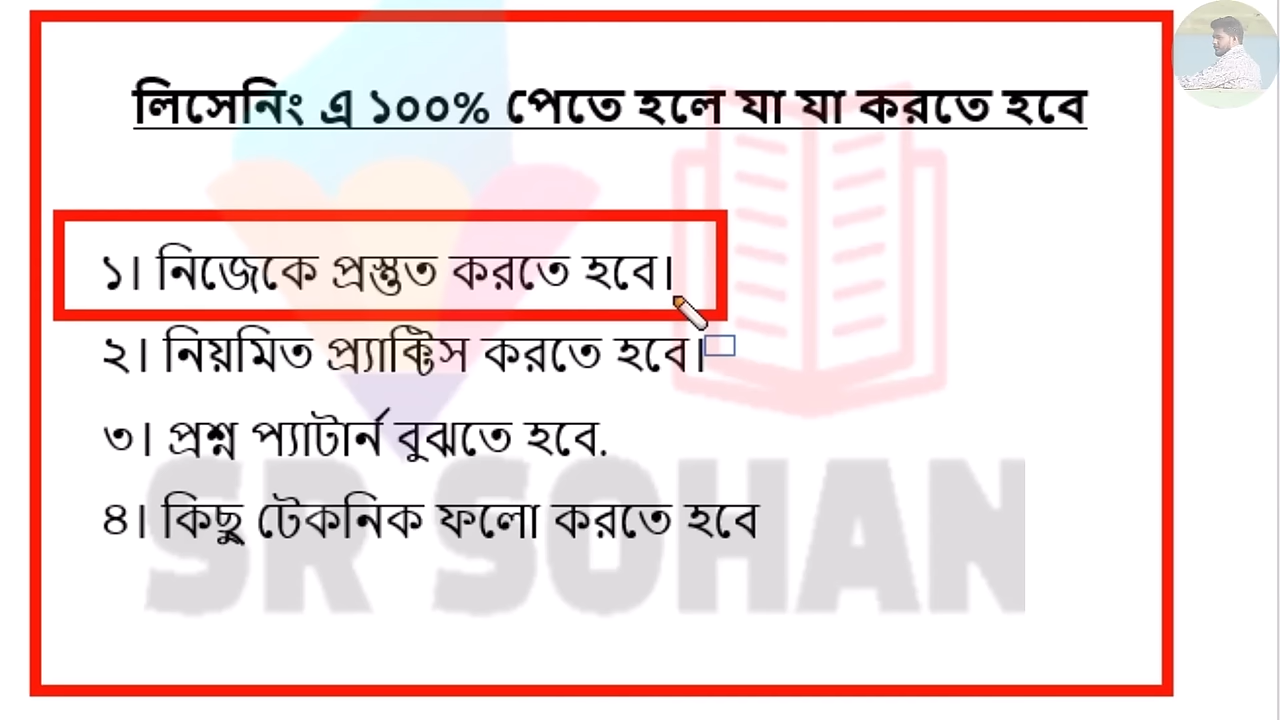 লিসেনিং এ ১০০% পেতে হলে যা যা করতে হবে
১। নিজেকে প্রস্তুত করতে হবে।
২। নিয়মিত প্র্যাক্টিস করতে হবে।
৩। প্রশ্ন প্যাটার্ন বুঝতে হবে.
৪। কিছু টেকনিক ফলো করতে হবে
SR SOHAN